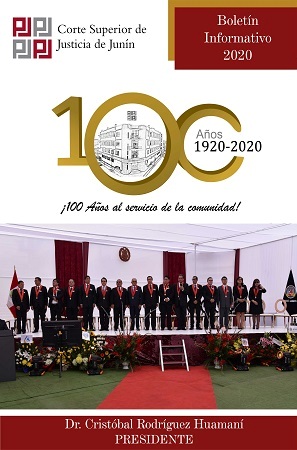 Corte Superior de
Justicia de Junín
Boletín
Informativo
2020
100
Años
1920-2020
¡100 Años al servicio de la comunidad!
Dr. Cristóbal Rodríguez Huamaní
PRESIDENTE